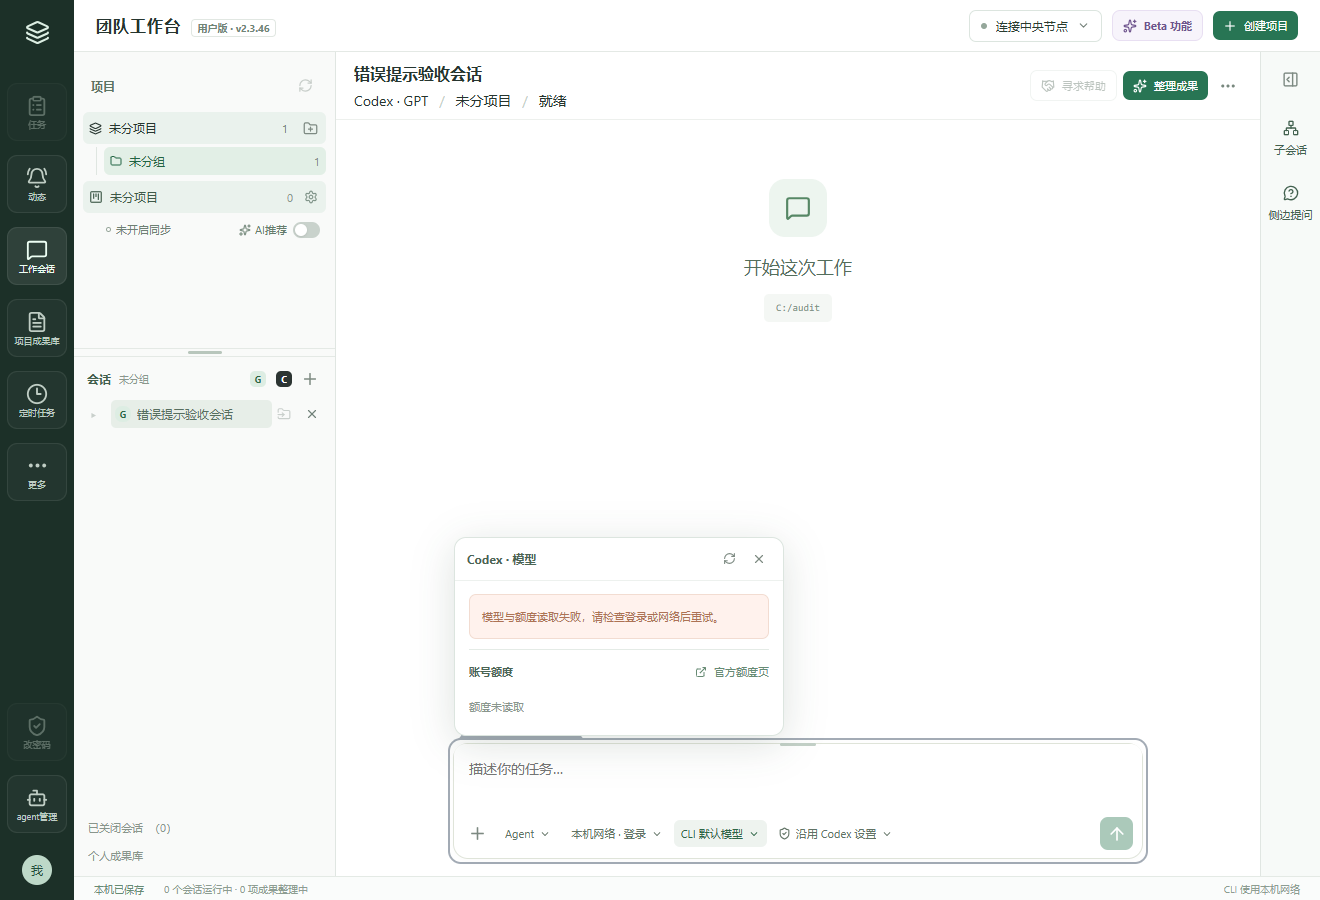 团队工作台
用户版 · v2.3.46
连接中央节点
Beta 功能
创建项目
任务
动态
工作会话
项目成果库
定时任务
更多
改密码
agent管理
我
项目
未分项目
1
未分组
1
未分项目
0
未开启同步
AI推荐
会话
未分组
G
C
G
错误提示验收会话
已关闭会话
(0)
个人成果库
错误提示验收会话
Codex · GPT / 未分项目 / 就绪
寻求帮助
整理成果
子会话
侧边提问
开始这次工作
C:/audit
Codex · 模型
模型与额度读取失败，请检查登录或网络后重试。
账号额度
官方额度页
额度未读取
描述你的任务...
Agent
本机网络 · 登录
CLI 默认模型
沿用 Codex 设置
本机已保存
0 个会话运行中 · 0 项成果整理中
CLI 使用本机网络